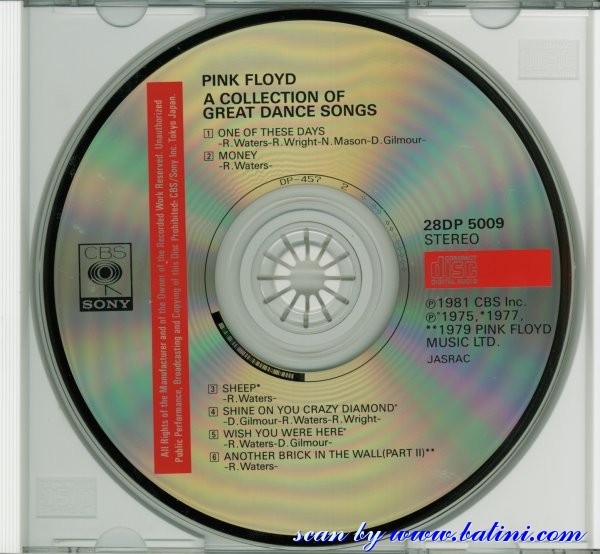 PINK FLOYD
A COLLECTION OF
GREAT DANCE SONGS
1 ONE OF THESE DAYS
-R.Waters-R.Wright-N.Mason-D.Gilmour-
2 MONEY
-R.Waters-
DP-457 2
28DP 5009
STEREO
COMPACT
disc
DIGITAL AUDIO
℗1981 CBS Inc.
℗*1975,*1977,
**1979 PINK FLOYD
MUSIC LTD.
JASRAC
CBS
SONY
All Rights of the Manufacturer and of the Owner of the Recorded Work Reserved. Unauthorized
Public Performance, Broadcasting and Copying of this Disc Prohibited: CBS/Sony Inc. Tokyo Japan.
3 SHEEP*
-R.Waters-
4 SHINE ON YOU CRAZY DIAMOND*
-D.Gilmour-R.Waters-R.Wright-
5 WISH YOU WERE HERE*
-R.Waters-D.Gilmour-
6 ANOTHER BRICK IN THE WALL(PART II)**
-R.Waters-
scan by www.batini.com